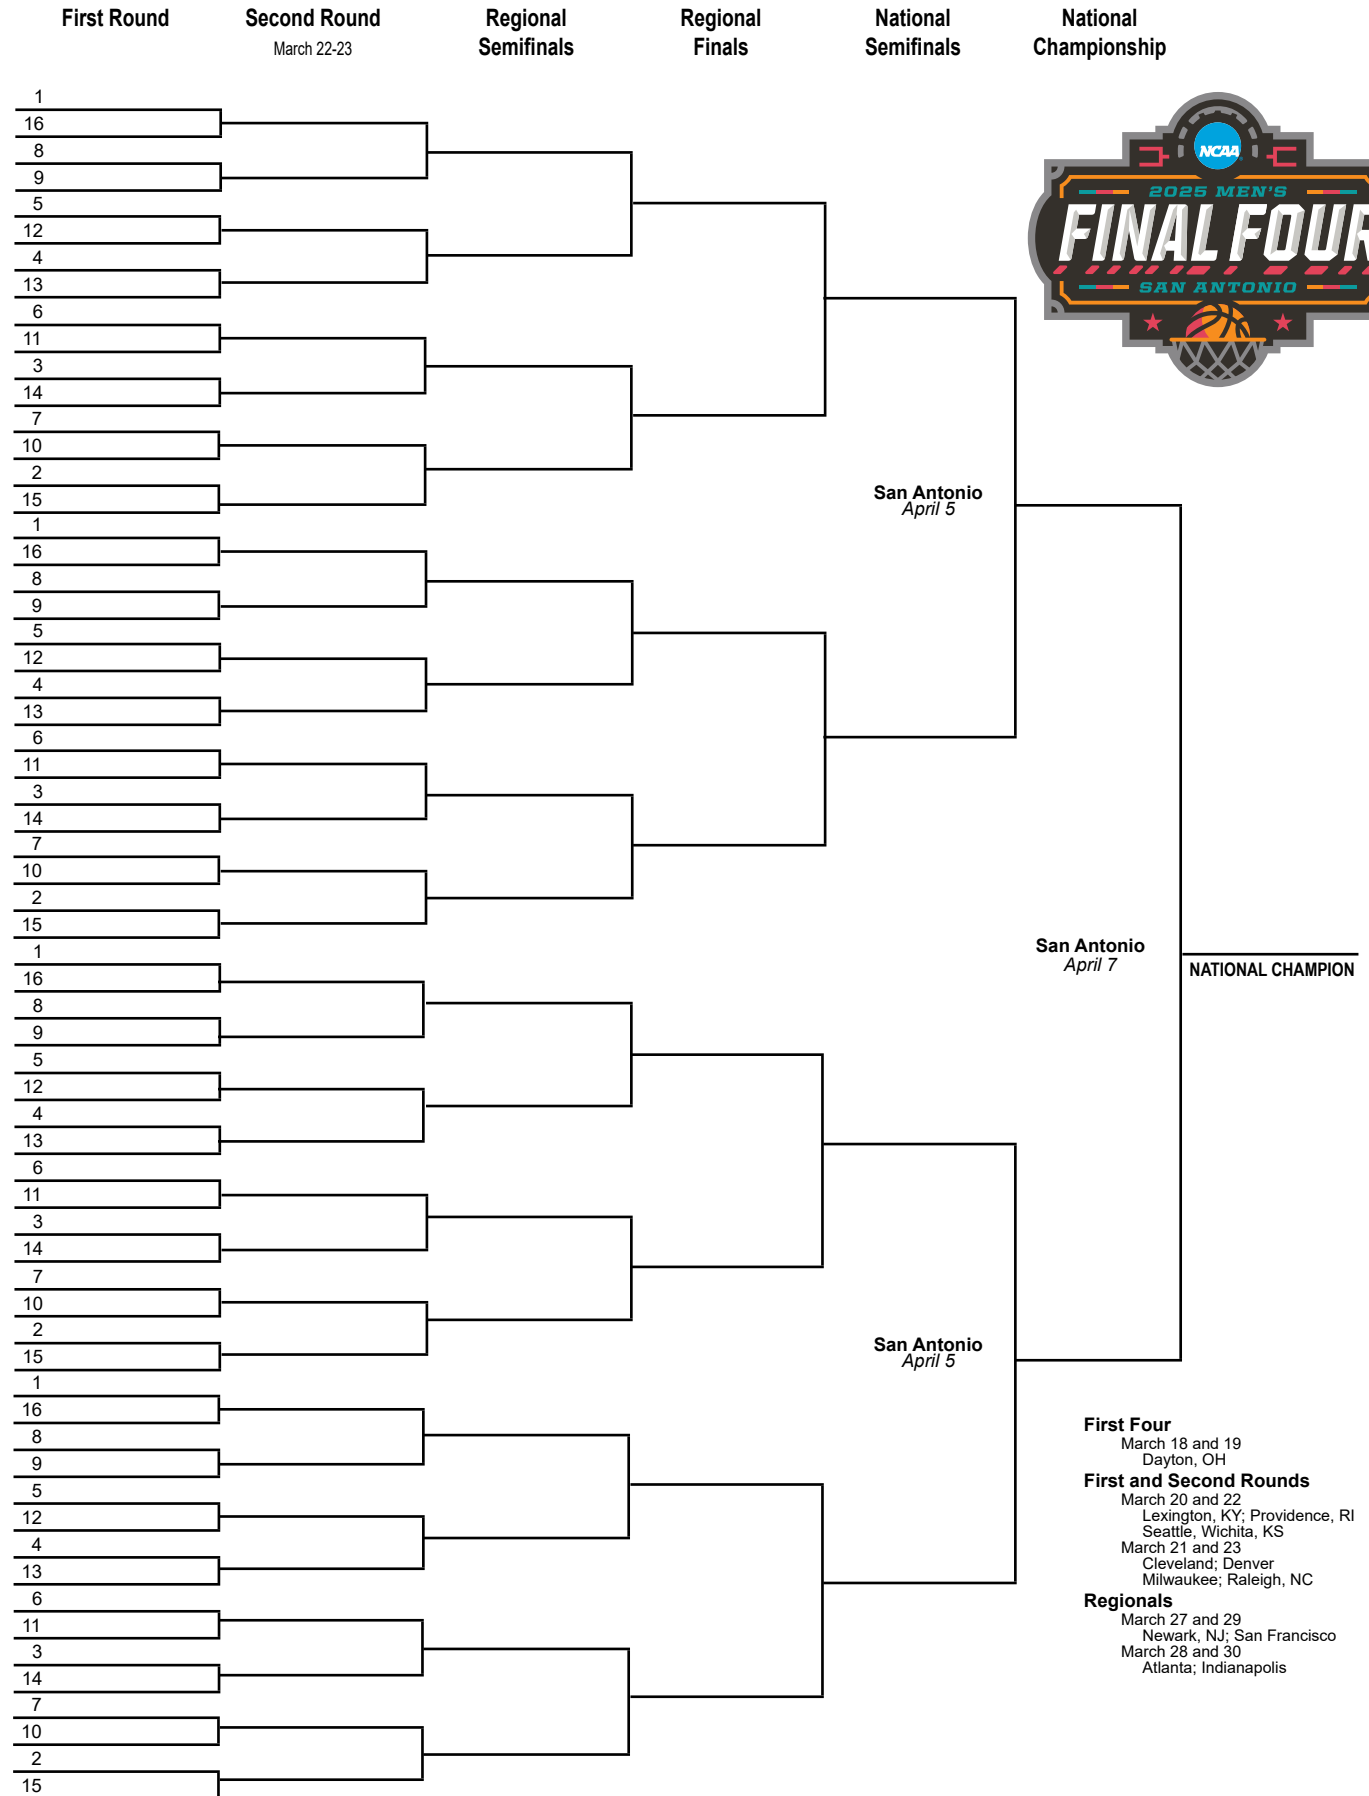 First Round
Second Round
March 22-23
Regional
Semifinals
Regional
Finals
National
Semifinals
National
Championship
NCAA
2025 MEN'S
FINAL FOUR
SAN ANTONIO
1
16
8
9
5
12
4
13
6
11
3
14
7
10
2
15
1
16
8
9
5
12
4
13
6
11
3
14
7
10
2
15
1
16
8
9
5
12
4
13
6
11
3
14
7
10
2
15
1
16
8
9
5
12
4
13
6
11
3
14
7
10
2
15
San Antonio
April 5
San Antonio
April 7
NATIONAL CHAMPION
San Antonio
April 5
First Four
March 18 and 19
Dayton, OH
First and Second Rounds
March 20 and 22
Lexington, KY; Providence, RI
Seattle, Wichita, KS
March 21 and 23
Cleveland; Denver
Milwaukee; Raleigh, NC
Regionals
March 27 and 29
Newark, NJ; San Francisco
March 28 and 30
Atlanta; Indianapolis